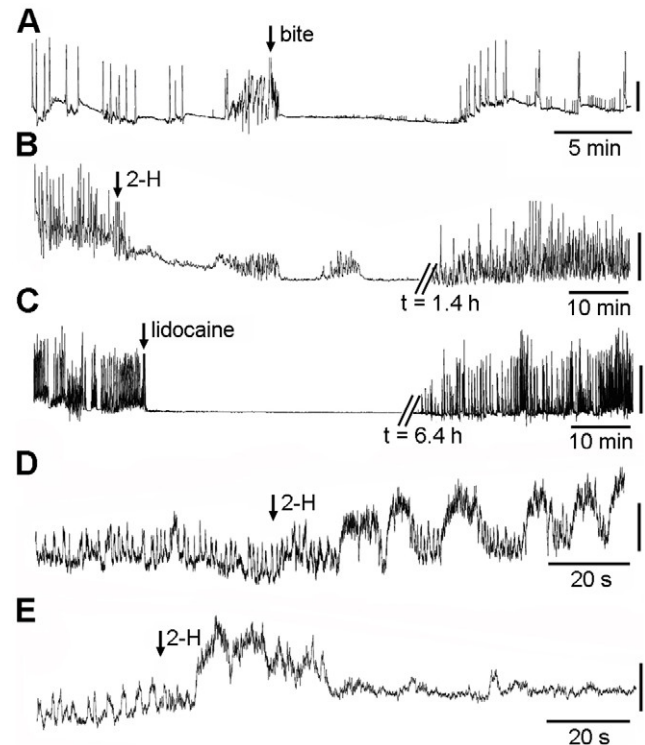 A
bite
5 min
B
2-H
t = 1.4 h
10 min
C
lidocaine
t = 6.4 h
10 min
D
2-H
20 s
E
2-H
20 s